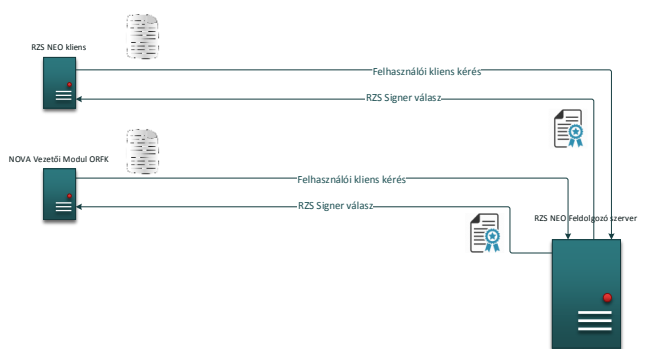 RZS NEO kliens
Felhasználói kliens kérés
RZS Signer válasz
NOVA Vezetői Modul ORFK
Felhasználói kliens kérés
RZS Signer válasz
RZS NEO Feldolgozó szerver